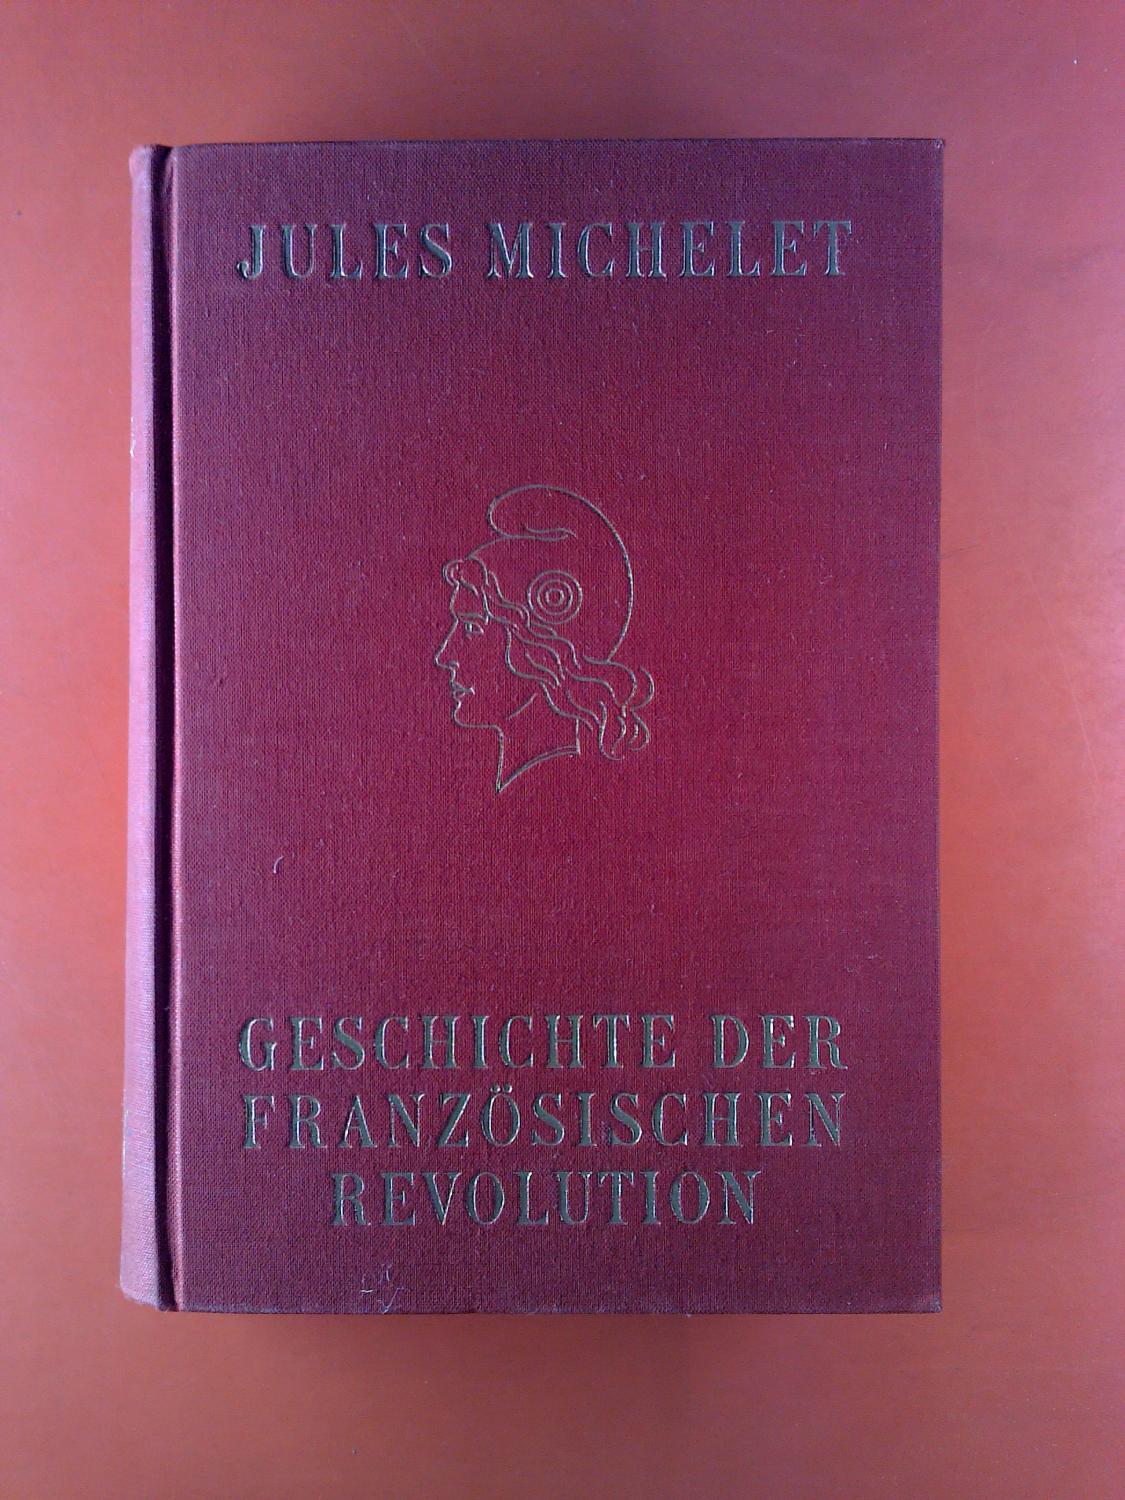 JULES MICHELET
GESCHICHTE DER
FRANZÖSISCHEN
REVOLUTION